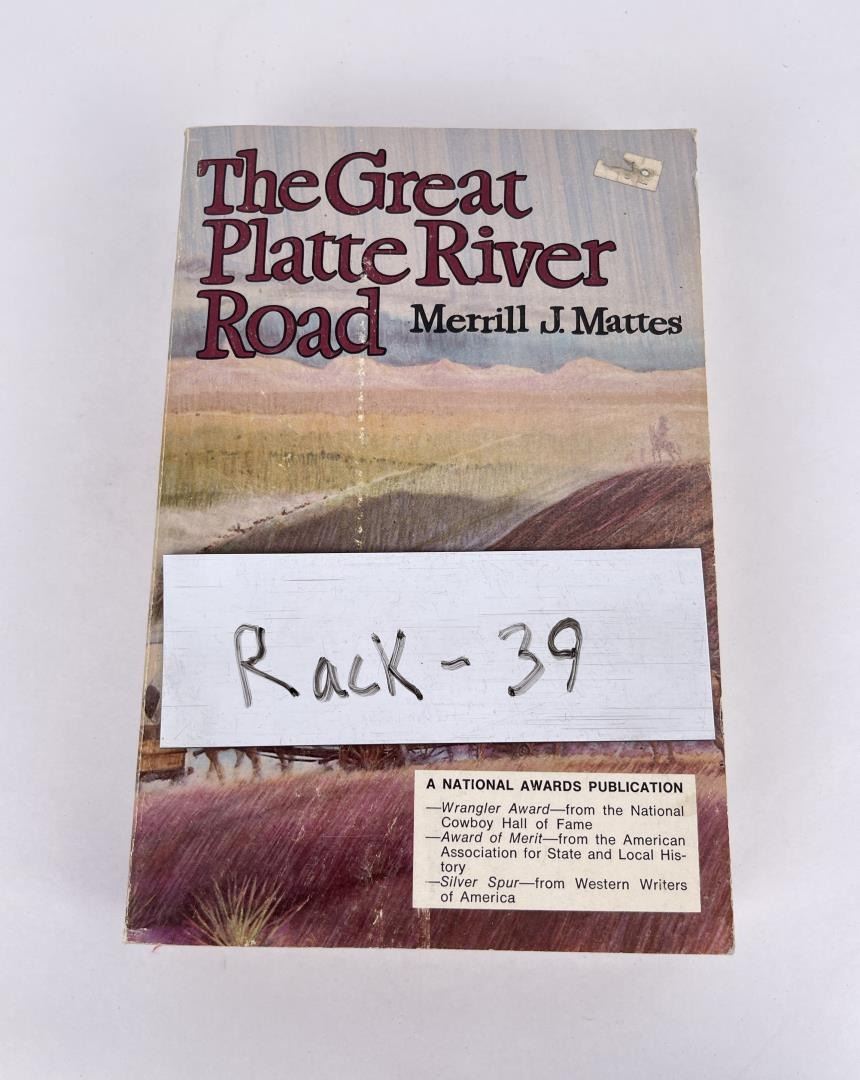 The Great
Platte River
Road
Merrill J. Mattes
Rack - 39
A NATIONAL AWARDS PUBLICATION
—Wrangler Award—from the National
Cowboy Hall of Fame
—Award of Merit—from the American
Association for State and Local His-
tory
—Silver Spur—from Western Writers
of America